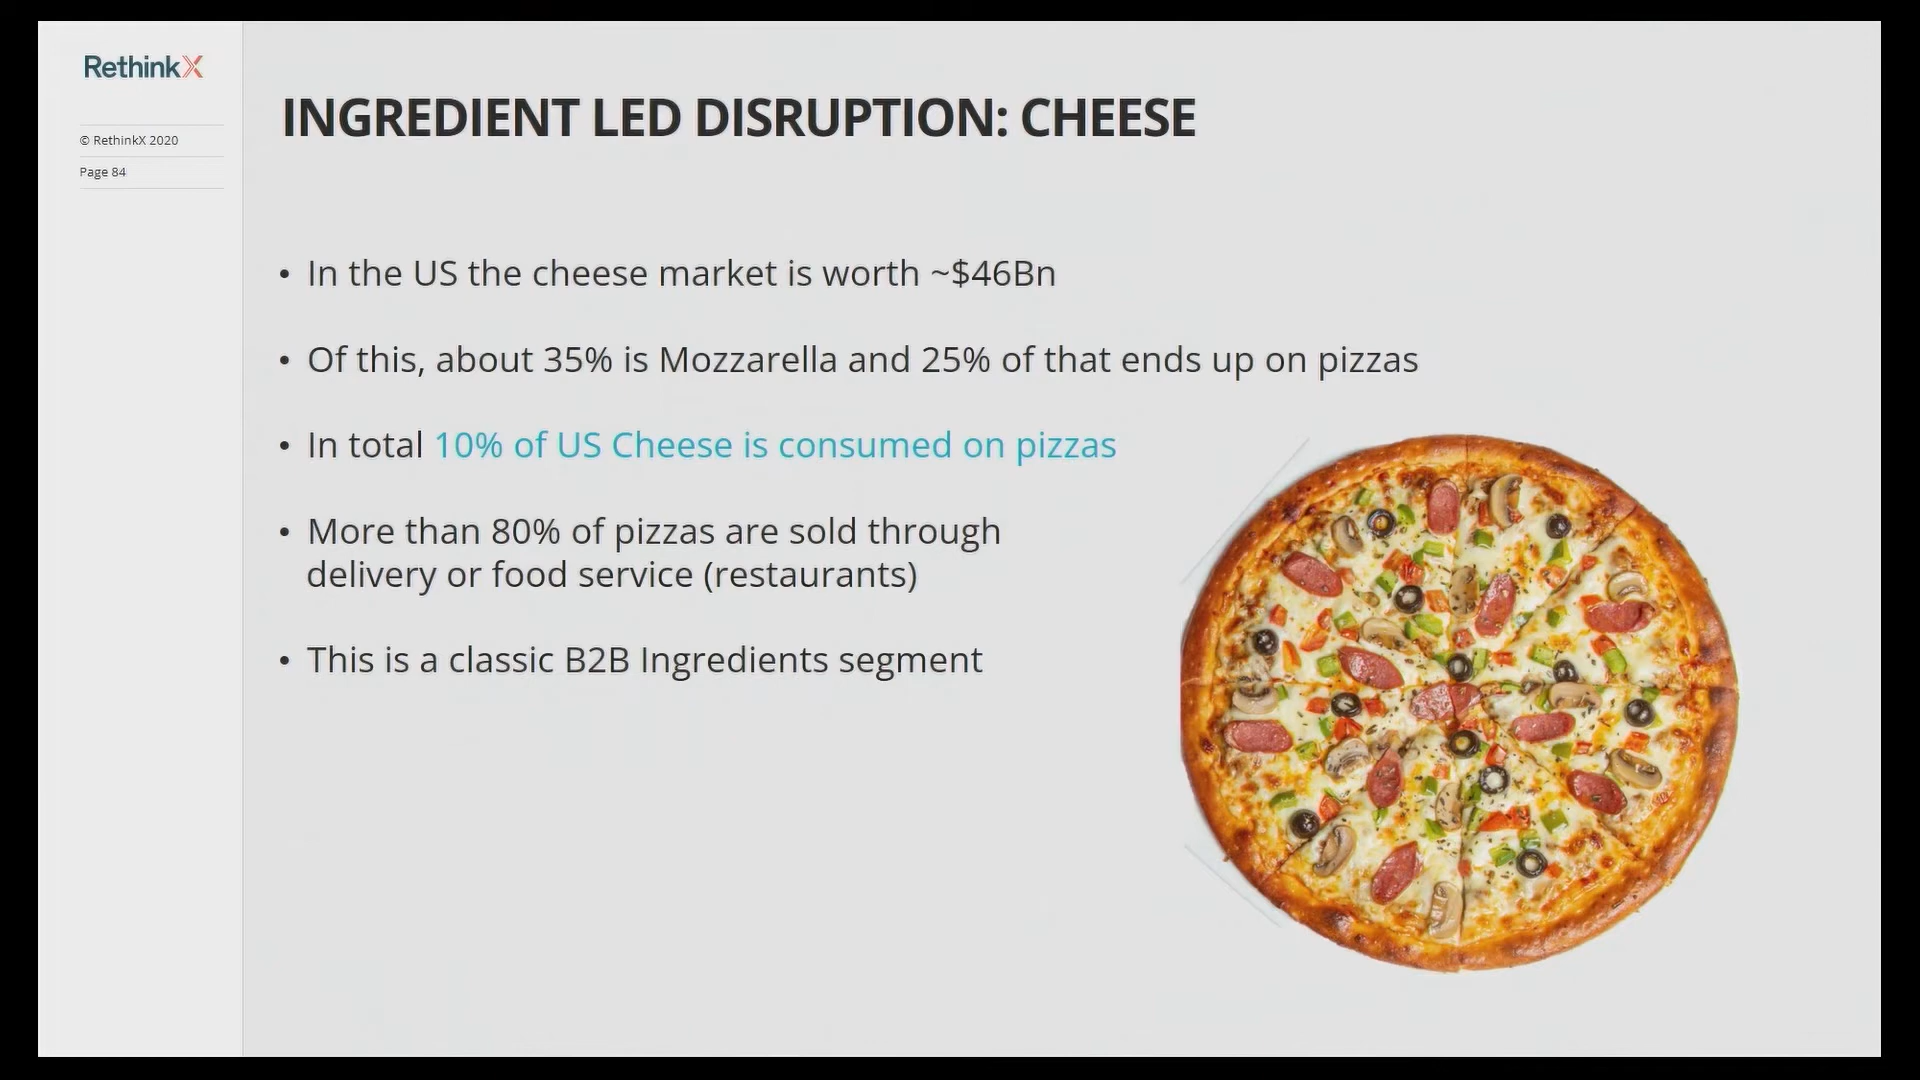 RethinkX
© RethinkX 2020
Page 84
INGREDIENT LED DISRUPTION: CHEESE
• In the US the cheese market is worth ~$46Bn
• Of this, about 35% is Mozzarella and 25% of that ends up on pizzas
• In total 10% of US Cheese is consumed on pizzas
• More than 80% of pizzas are sold through
delivery or food service (restaurants)
• This is a classic B2B Ingredients segment